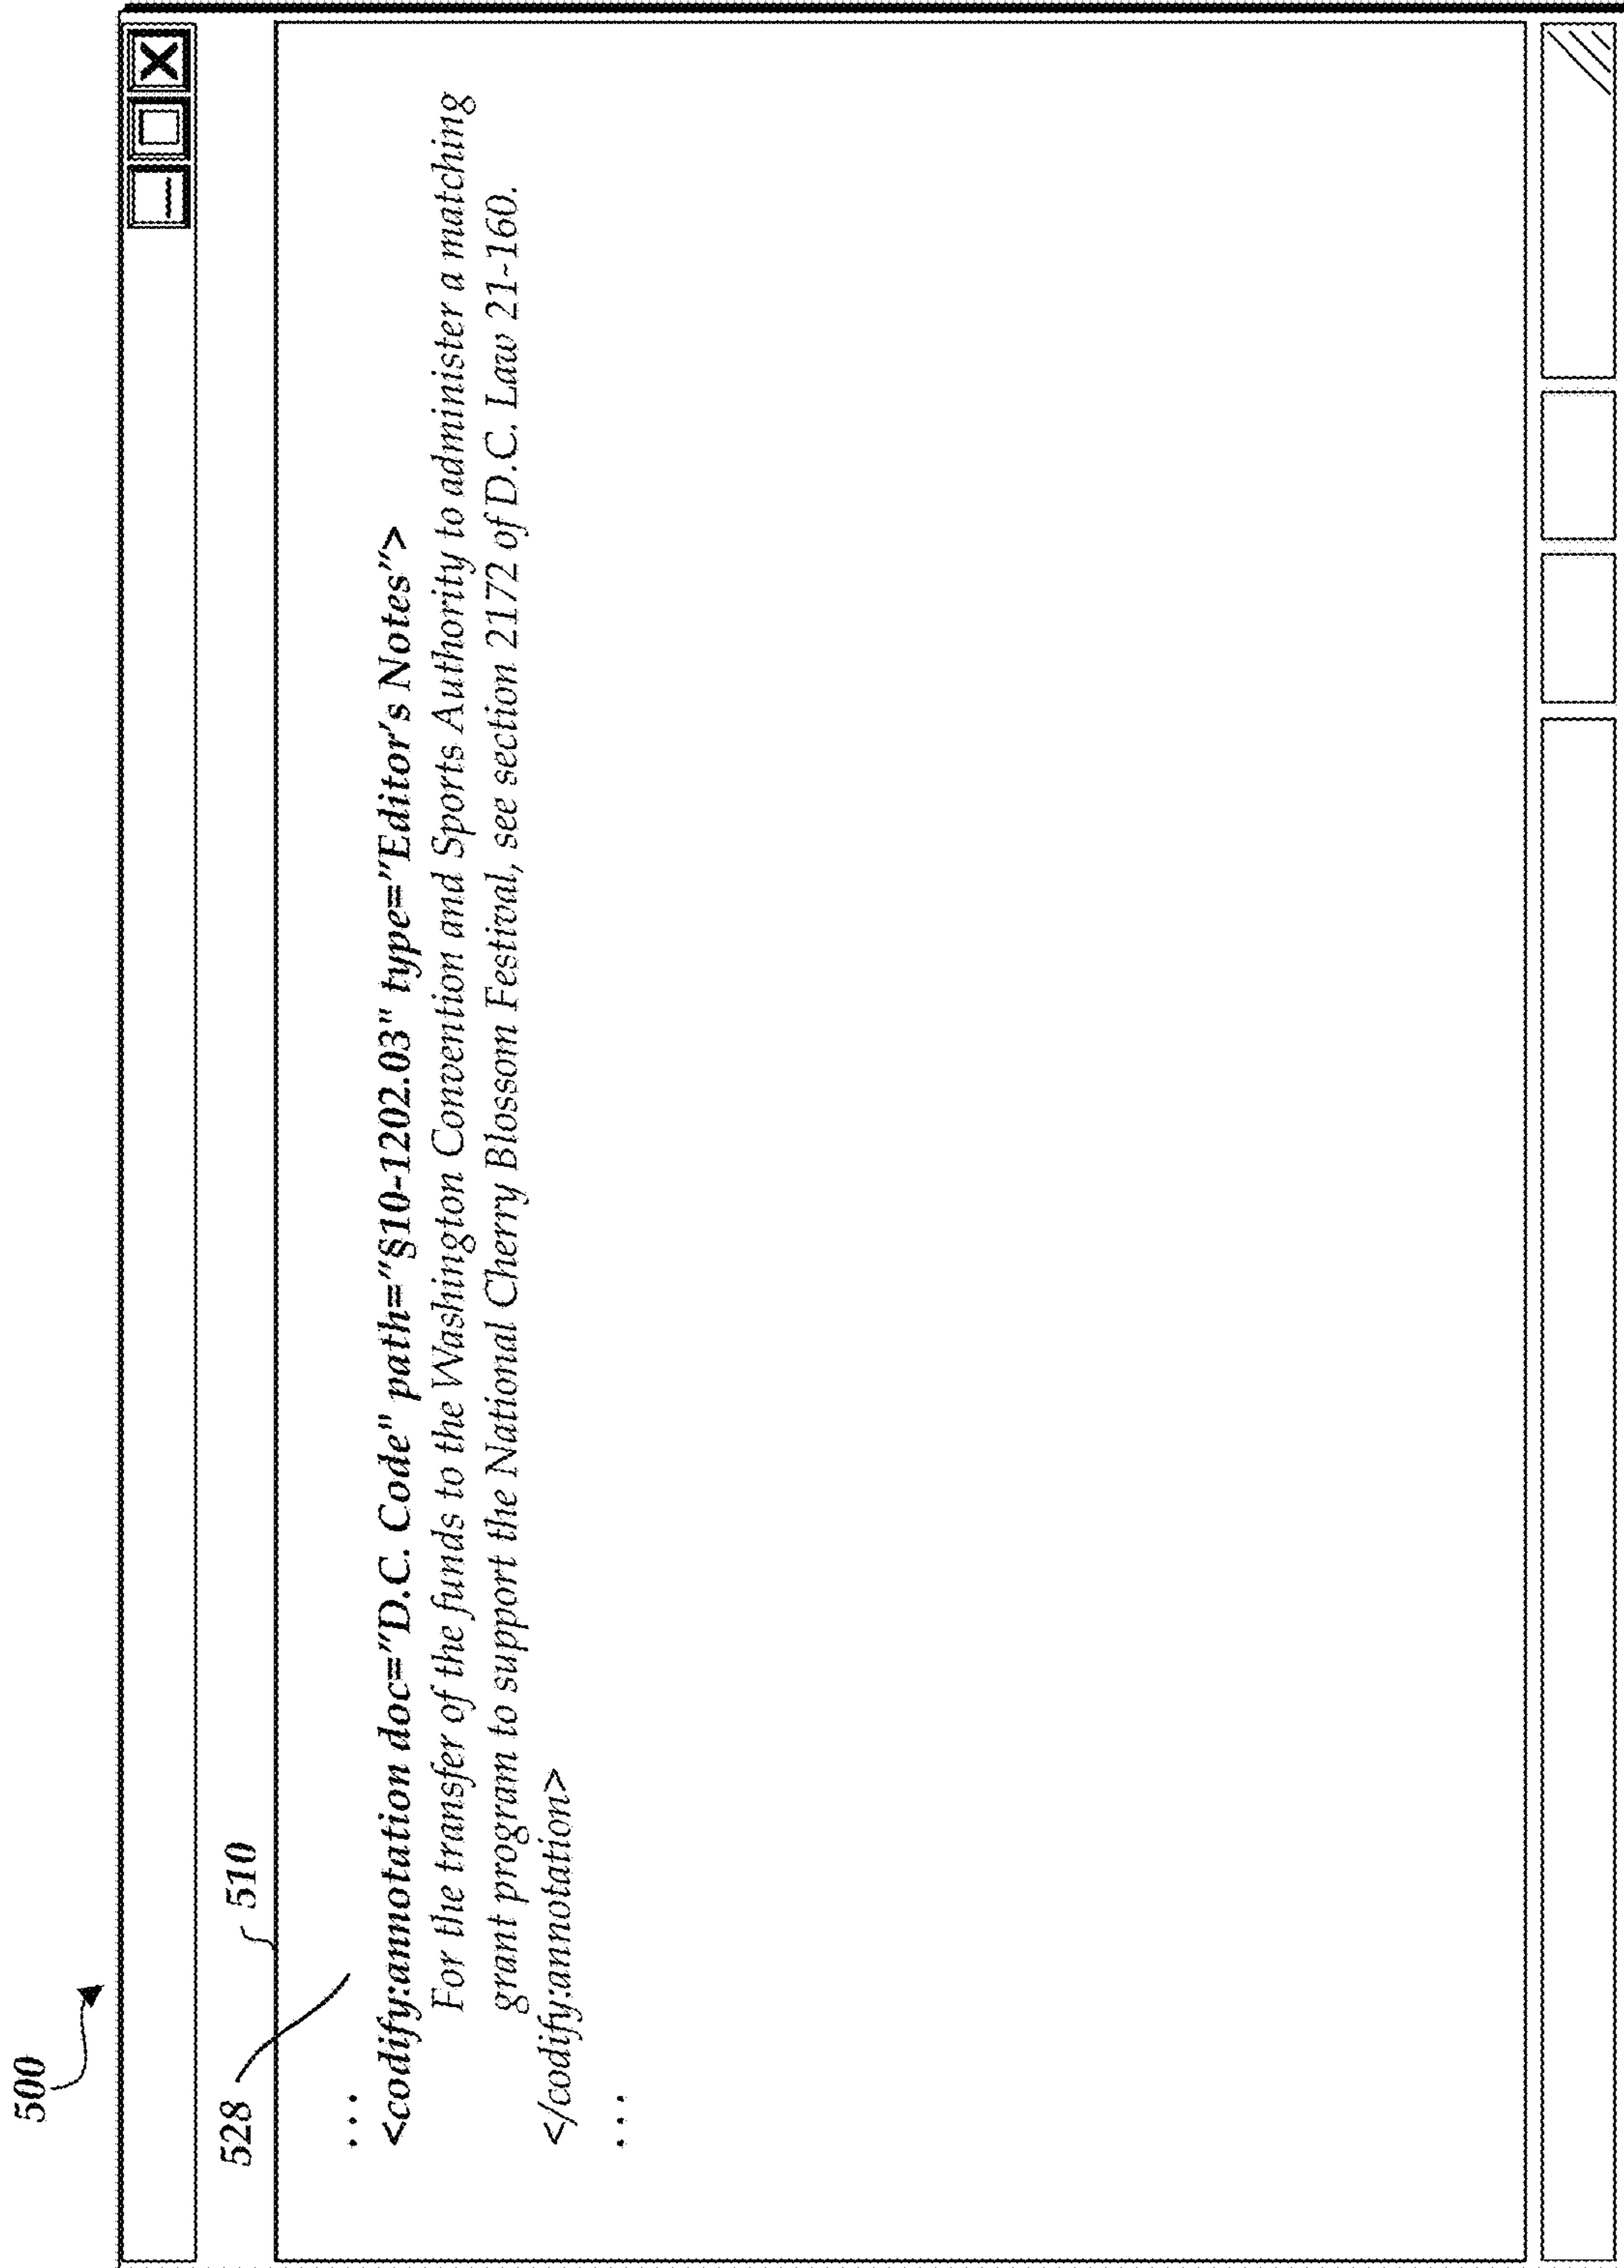 500
528
510
...
<codify:annotation doc="D.C. Code" path="§10-1202.03" type="Editor's Notes">
For the transfer of the funds to the Washington Convention and Sports Authority to administer a matching
grant program to support the National Cherry Blossom Festival, see section 2172 of D.C. Law 21-160.
</codify:annotation>
...